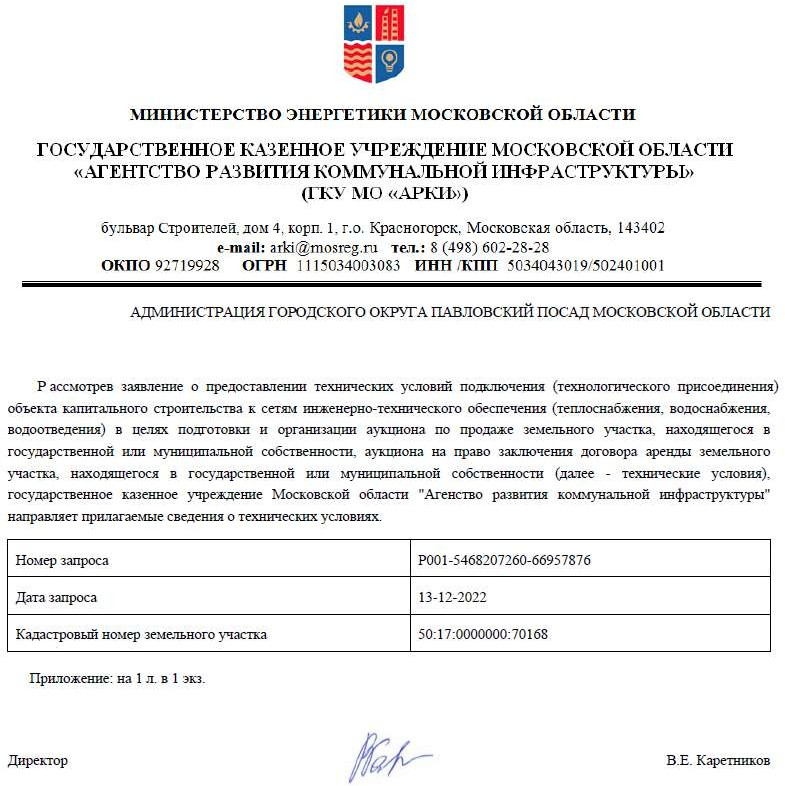 МИНИСТЕРСТВО ЭНЕРГЕТИКИ МОСКОВСКОЙ ОБЛАСТИ
ГОСУДАРСТВЕННОЕ КАЗЕННОЕ УЧРЕЖДЕНИЕ МОСКОВСКОЙ ОБЛАСТИ
«АГЕНТСТВО РАЗВИТИЯ КОММУНАЛЬНОЙ ИНФРАСТРУКТУРЫ»
(ГКУ МО «АРКИ»)
бульвар Строителей, дом 4, корп. 1, г.о. Красногорск, Московская область, 143402
e-mail: arki@mosreg.ru тел.: 8 (498) 602-28-28
ОКПО 92719928 ОГРН 1115034003083 ИНН /КПП 5034043019/502401001
АДМИНИСТРАЦИЯ ГОРОДСКОГО ОКРУГА ПАВЛОВСКИЙ ПОСАД МОСКОВСКОЙ ОБЛАСТИ
Рассмотрев заявление о предоставлении технических условий подключения (технологического присоединения)
объекта капитального строительства к сетям инженерно-технического обеспечения (теплоснабжения, водоснабжения,
водоотведения) в целях подготовки и организации аукциона по продаже земельного участка, находящегося в
государственной или муниципальной собственности, аукциона на право заключения договора аренды земельного
участка, находящегося в государственной или муниципальной собственности (далее - технические условия),
государственное казенное учреждение Московской области "Агенство развития коммунальной инфраструктуры"
направляет прилагаемые сведения о технических условиях.
Номер запроса P001-5468207260-66957876
Дата запроса 13-12-2022
Кадастровый номер земельного участка 50:17:0000000:70168
Приложение: на 1 л. в 1 экз.
Директор В.Е. Каретников